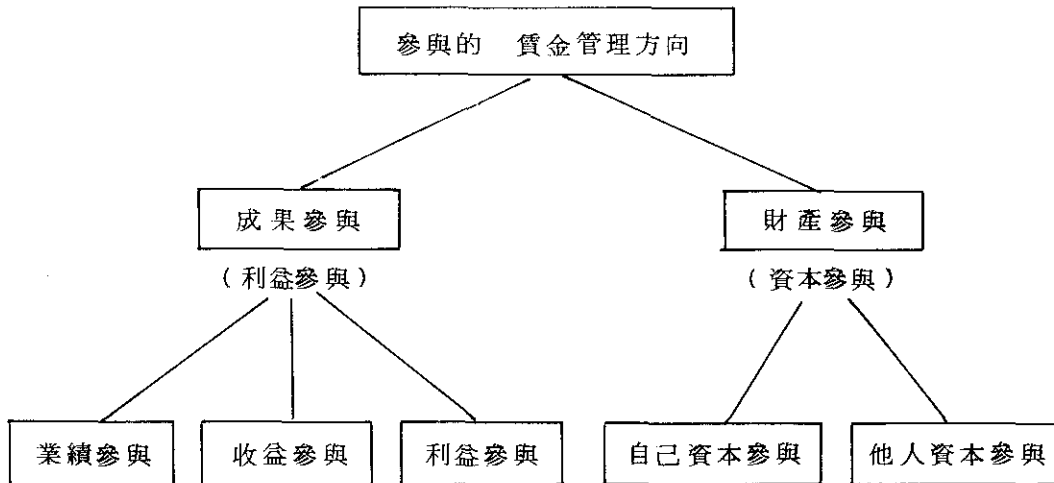 參與的 賃金管理方向
成果參與
財產參與
(利益參與)
(資本參與)
業績參與
收益參與
利益參與
自己資本參與
他人資本參與